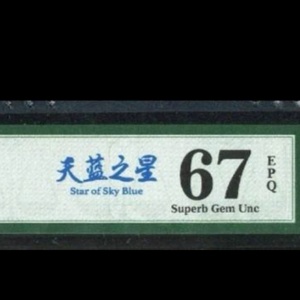 天蓝之星
Star of Sky Blue
67
EPQ
Superb Gem Unc